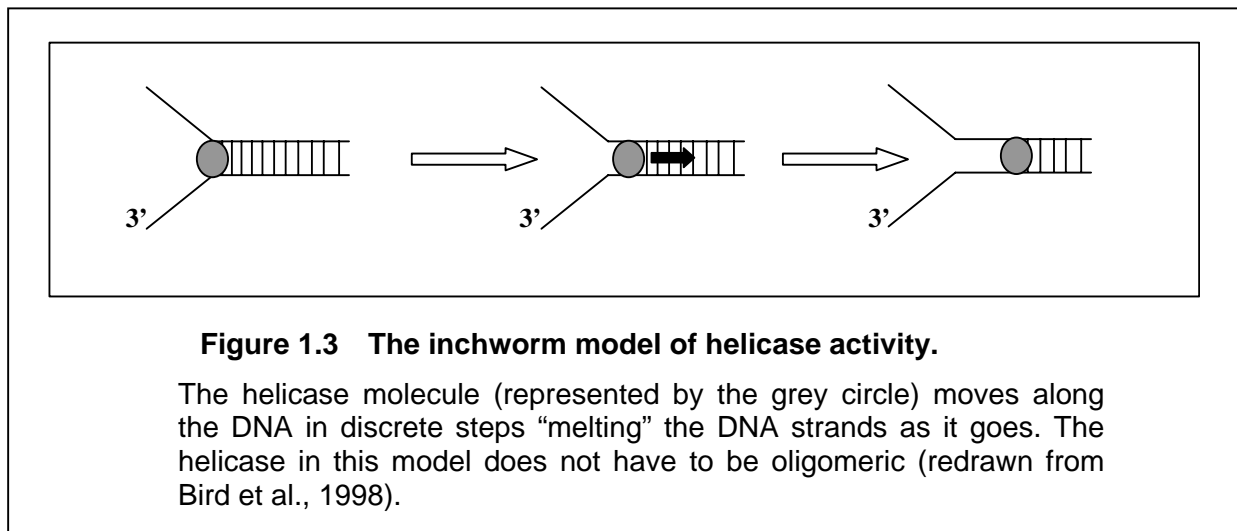 3’ 3’ 3’
Figure 1.3 The inchworm model of helicase activity.
The helicase molecule (represented by the grey circle) moves along
the DNA in discrete steps “melting” the DNA strands as it goes. The
helicase in this model does not have to be oligomeric (redrawn from
Bird et al., 1998).